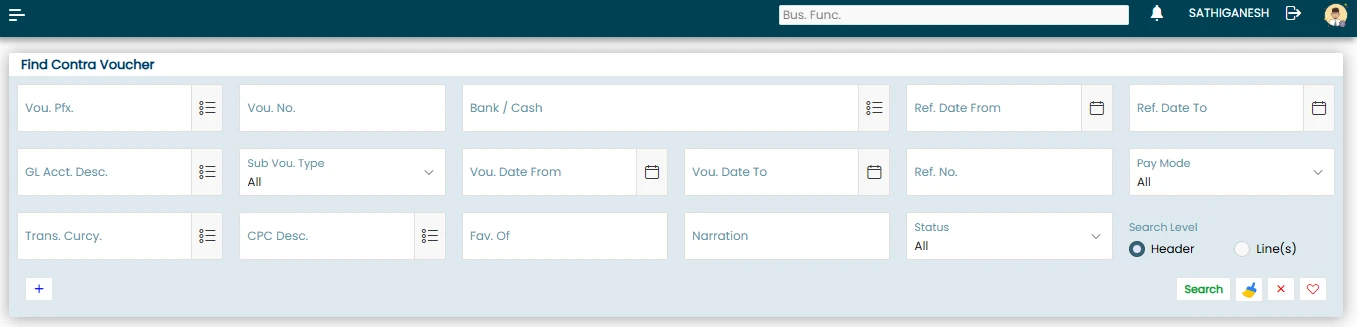 Bus. Func.
SATHIGANESH
Find Contra Voucher
Vou. Pfx.
Vou. No.
Bank / Cash
Ref. Date From
Ref. Date To
GL Acct. Desc.
Sub Vou. Type
All
Vou. Date From
Vou. Date To
Ref. No.
Pay Mode
All
Trans. Curcy.
CPC Desc.
Fav. Of
Narration
Status
All
Search Level
Header
Line(s)
+
Search